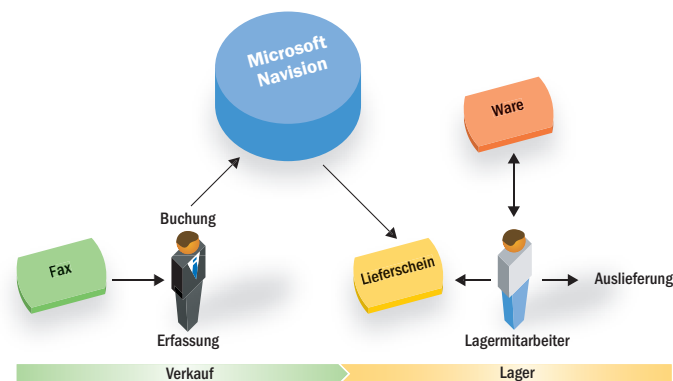 Microsoft
Navision
Ware
Buchung
Fax
Lieferschein
Auslieferung
Erfassung
Lagermitarbeiter
Verkauf
Lager